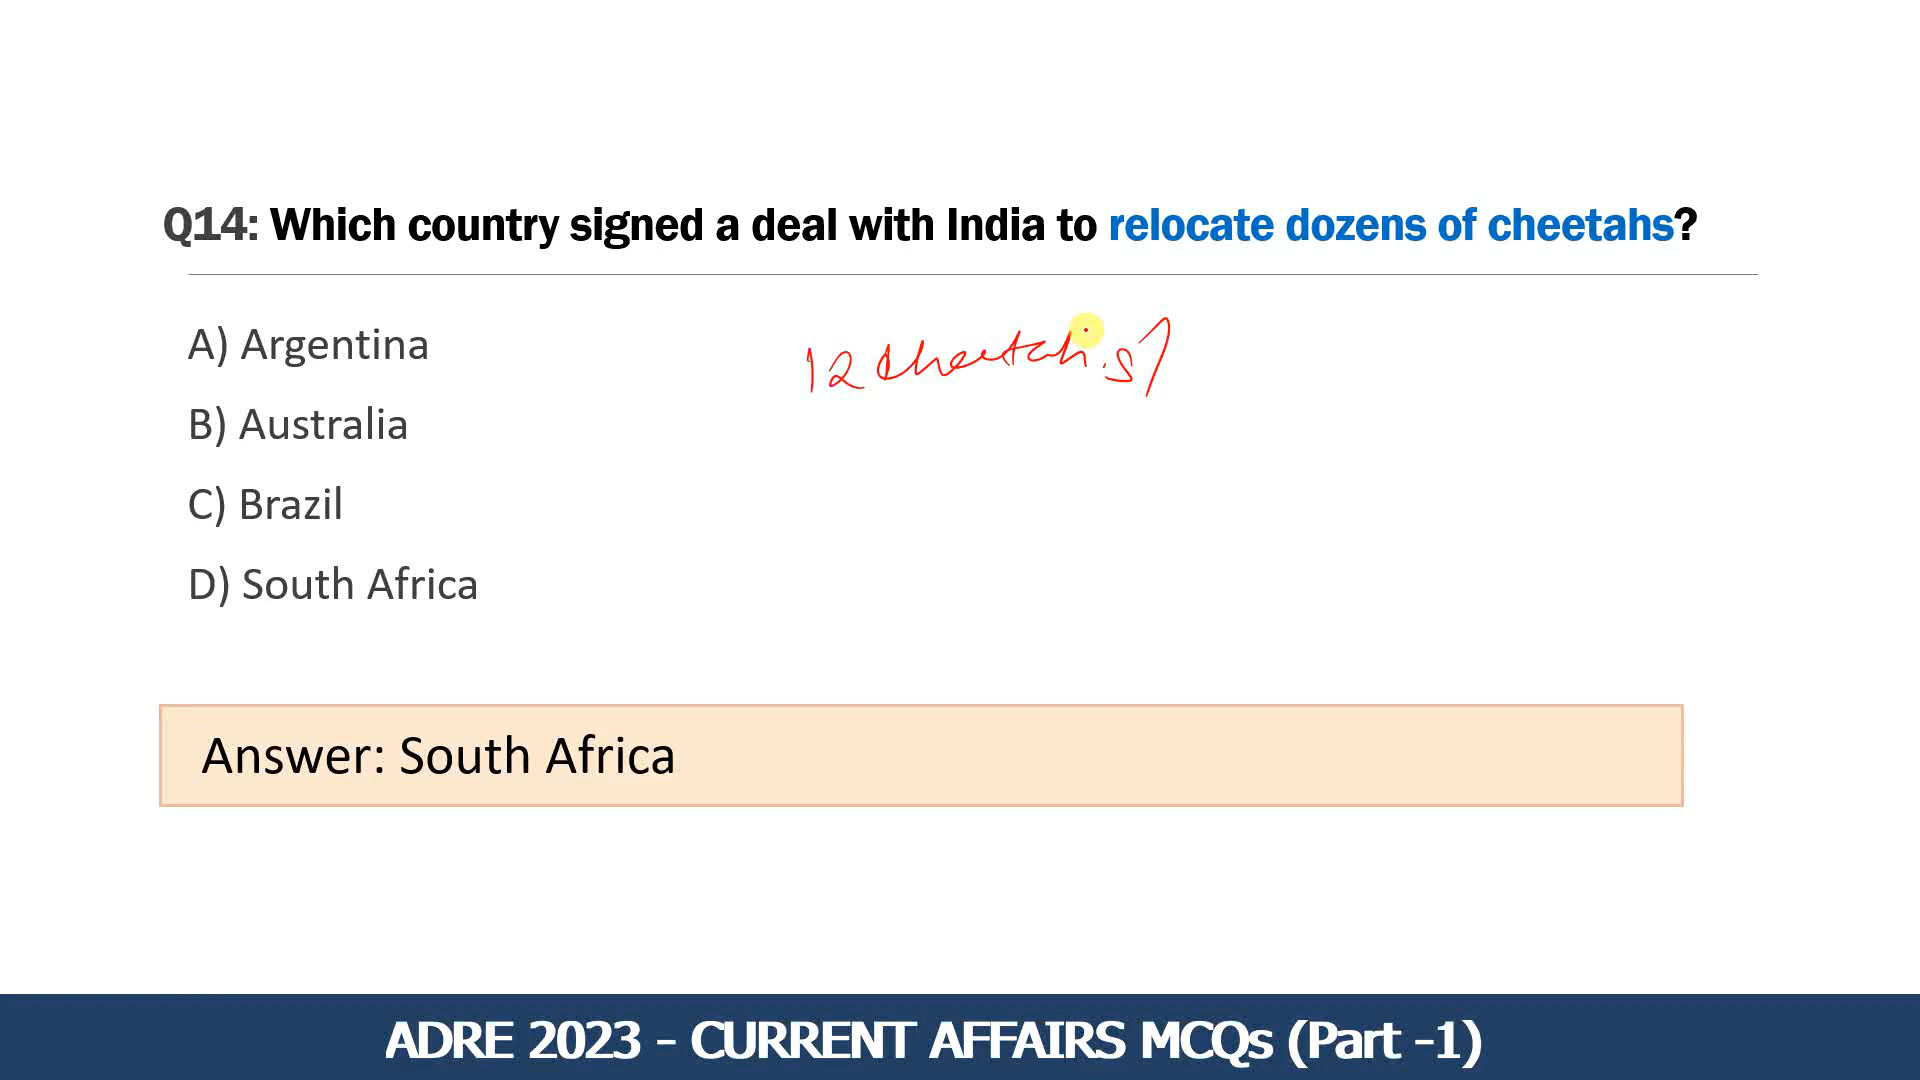 Q14: Which country signed a deal with India to relocate dozens of cheetahs?
A) Argentina
12 cheetahs
B) Australia
C) Brazil
D) South Africa
Answer: South Africa
ADRE 2023 - CURRENT AFFAIRS MCQs (Part -1)